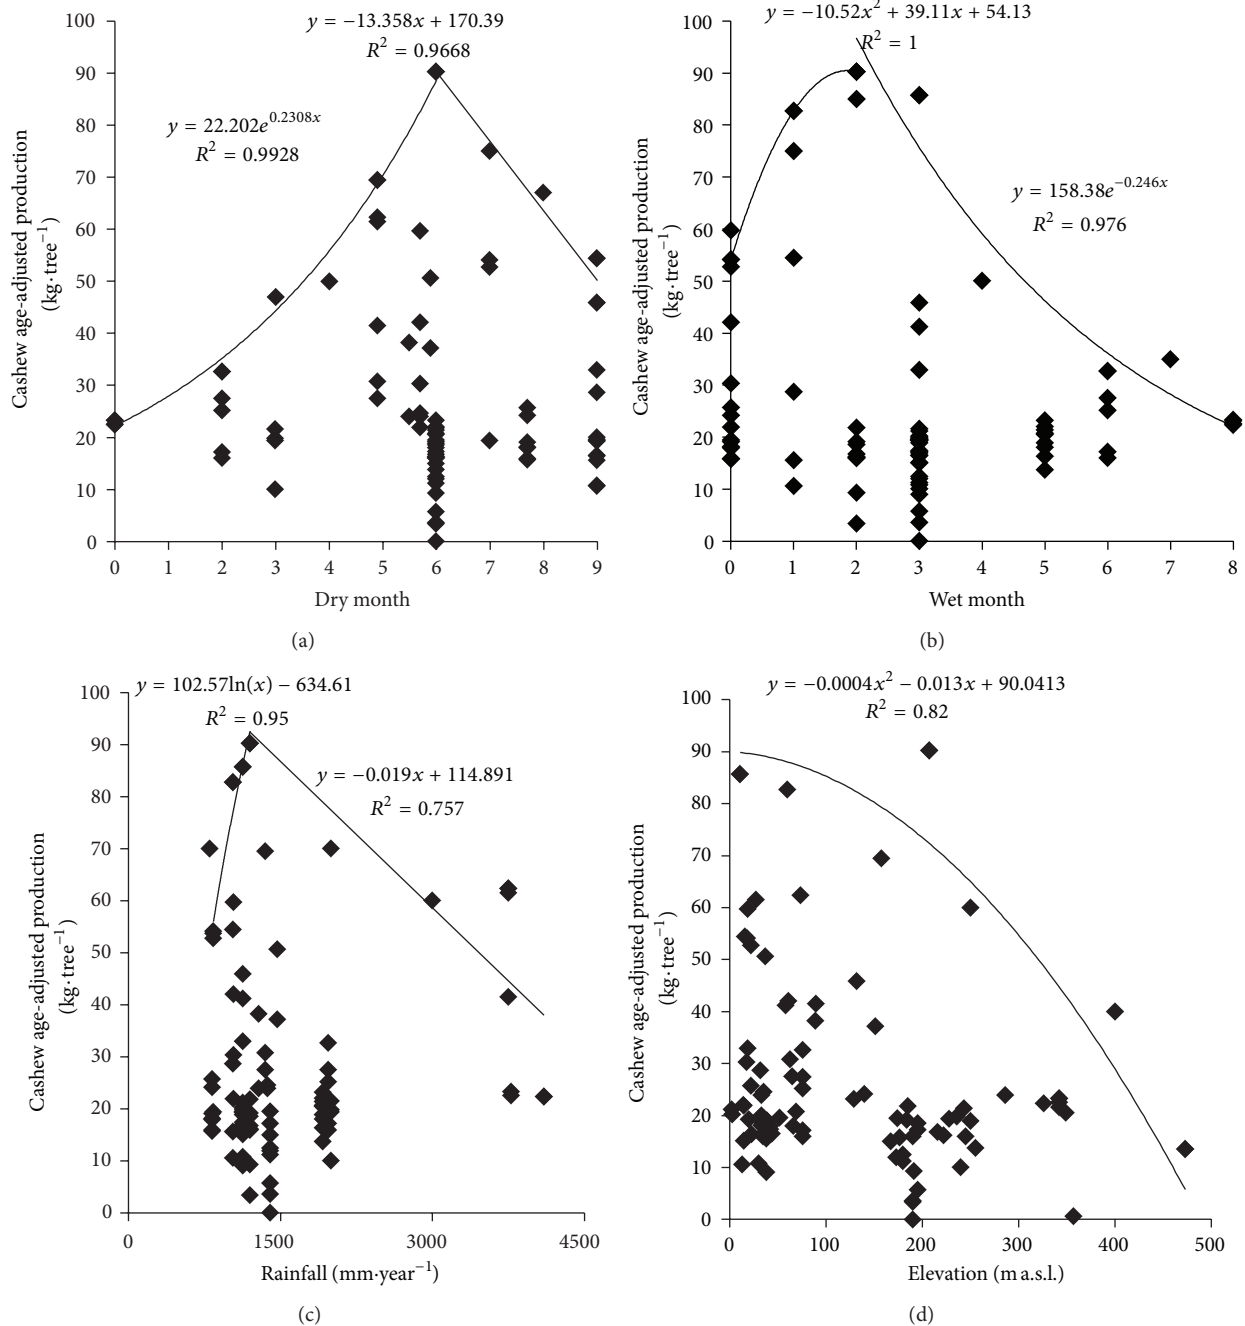 y = −13.358x + 170.39
R² = 0.9668
y = 22.202e^0.2308x
R² = 0.9928
Cashew age-adjusted production
(kg·tree⁻¹)
100
90
80
70
60
50
40
30
20
10
0
0 1 2 3 4 5 6 7 8 9
Dry month
(a)
y = −10.52x² + 39.11x + 54.13
R² = 1
y = 158.38e^−0.246x
R² = 0.976
Cashew age-adjusted production
(kg·tree⁻¹)
100
90
80
70
60
50
40
30
20
10
0
0 1 2 3 4 5 6 7 8
Wet month
(b)
y = 102.57ln(x) − 634.61
R² = 0.95
y = −0.019x + 114.891
R² = 0.757
Cashew age-adjusted production
(kg·tree⁻¹)
100
90
80
70
60
50
40
30
20
10
0
0 1500 3000 4500
Rainfall (mm·year⁻¹)
(c)
y = −0.0004x² − 0.013x + 90.0413
R² = 0.82
Cashew age-adjusted production
(kg·tree⁻¹)
100
90
80
70
60
50
40
30
20
10
0
0 100 200 300 400 500
Elevation (m a.s.l.)
(d)